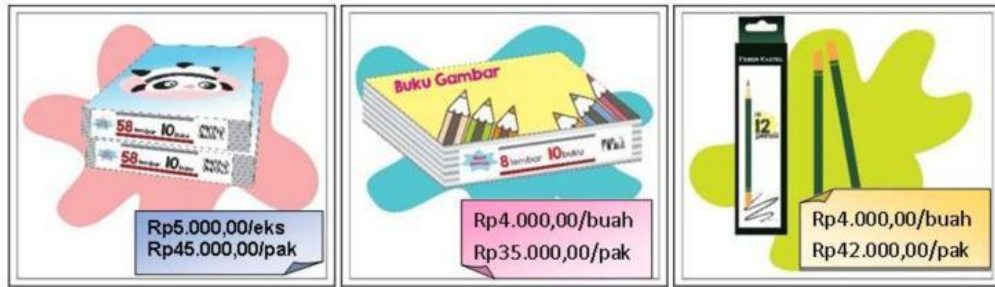 58 lembar 10 buku
58 lembar 10 buku
Rp5.000,00/eks
Rp45.000,00/pak
Buku Gambar
8 lembar 10 buku
Rp4.000,00/buah
Rp35.000,00/pak
12
Rp4.000,00/buah
Rp42.000,00/pak